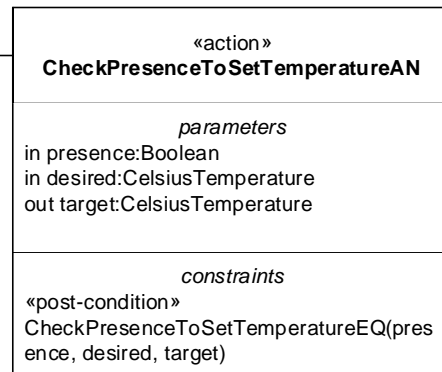 «action»
CheckPresenceToSetTemperatureAN
parameters
in presence:Boolean
in desired:CelsiusTemperature
out target:CelsiusTemperature
constraints
«post-condition»
CheckPresenceToSetTemperatureEQ(pres
ence, desired, target)